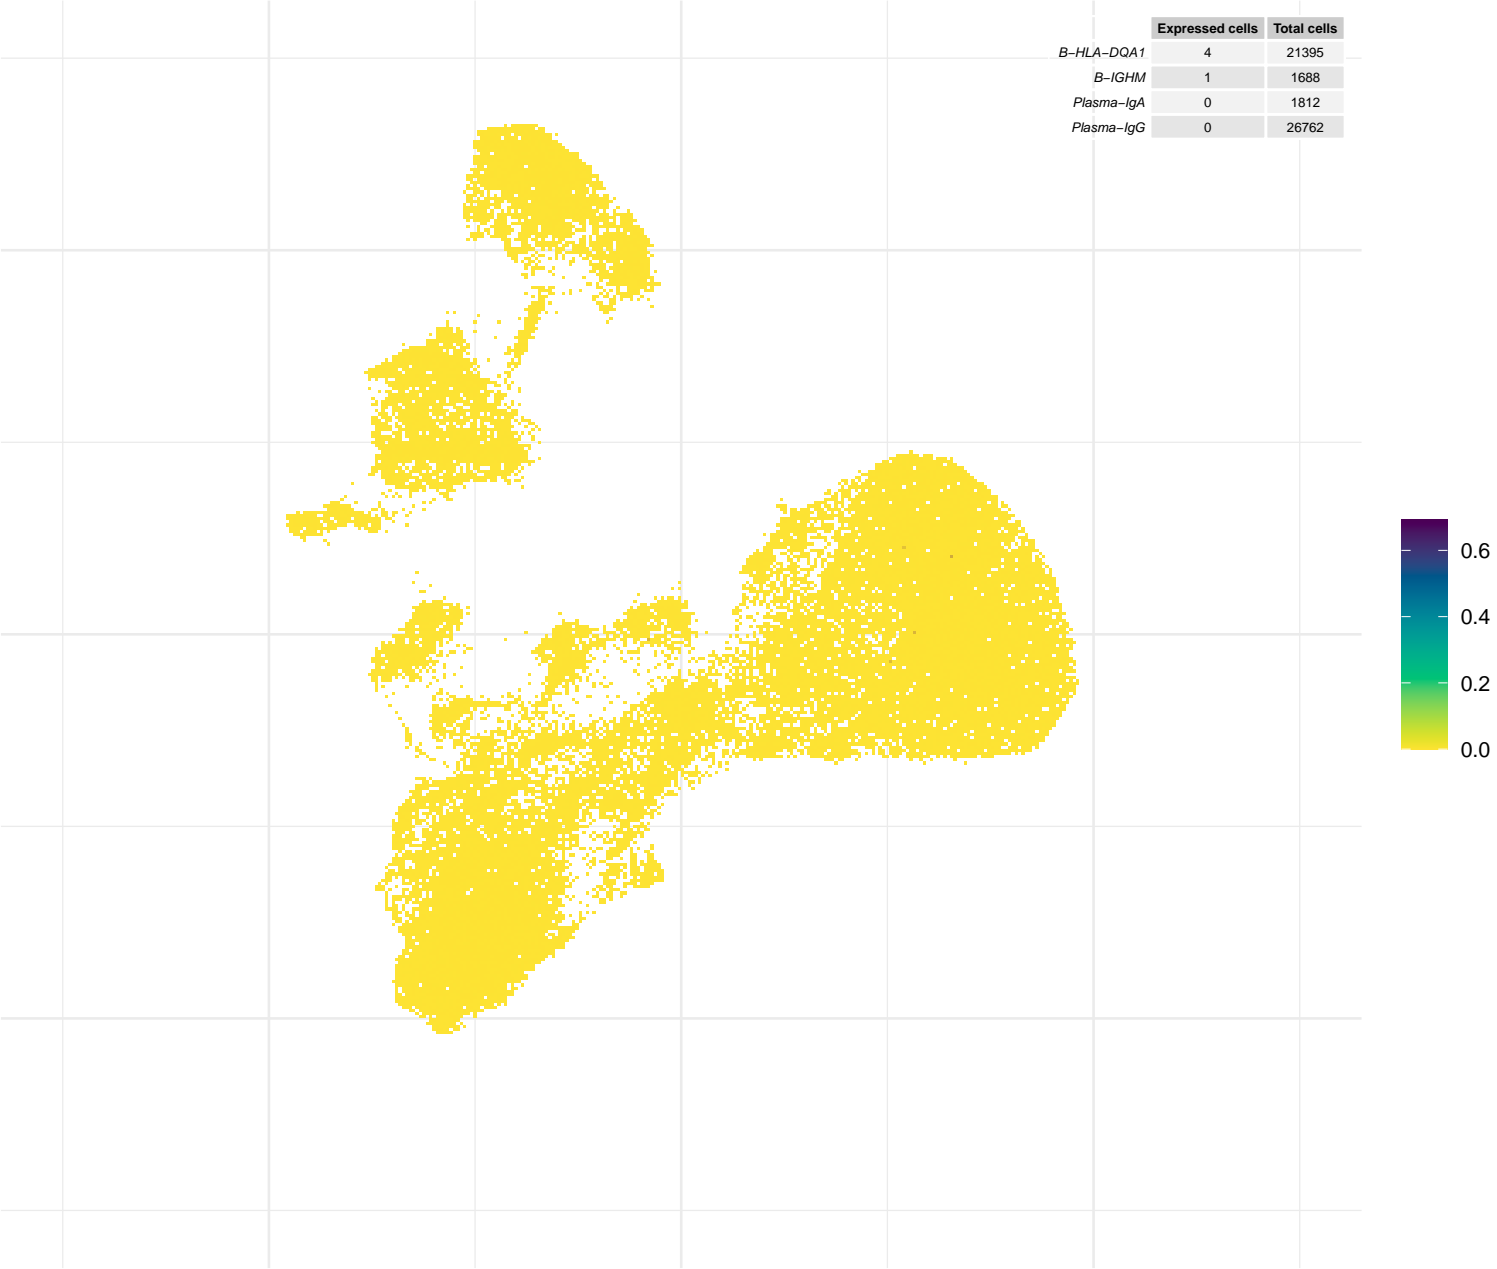 Expressed cells Total cells
B−HLA−DQA1 4 21395
B−IGHM 1 1688
Plasma−IgA 0 1812
Plasma−IgG 0 26762
0.6
0.4
0.2
0.0